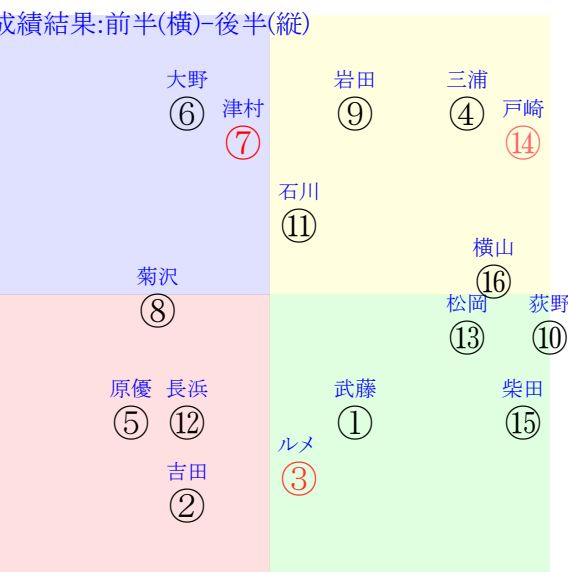 成績結果:前半(横)-後半(縦)
大野
⑥
津村
⑦
岩田
⑨
三浦
④
戸崎
⑭
石川
⑪
横山
⑯
菊沢
⑧
松岡
⑬
荻野
⑩
原優
⑤
長浜
⑫
武藤
①
柴田
⑮
ルメ
③
吉田
②